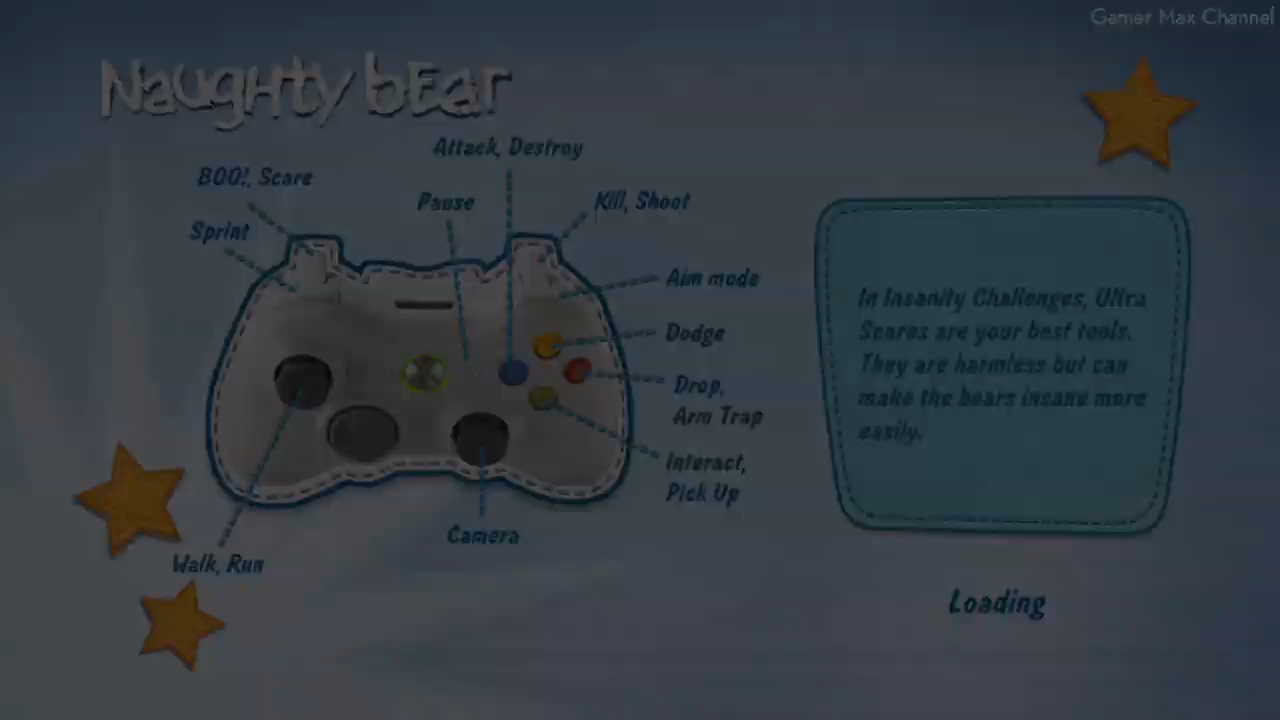 Gamer Max Channel
Naughty bEar
Attack, Destroy
BOO!, Scare
Pause
Kill, Shoot
Sprint
Aim mode
Dodge
Drop,
Arm Trap
Interact,
Pick Up
Camera
Walk, Run
In Insanity Challenges, Ultra
Scares are your best tools.
They are harmless but can
make the bears insane more
easily.
Loading